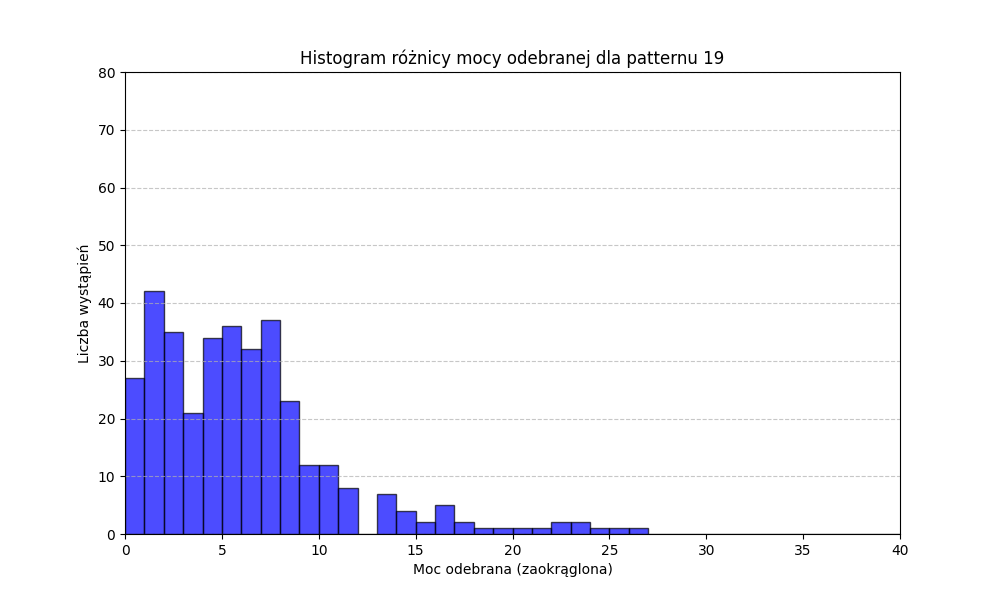 Histogram różnicy mocy odebranej dla patternu 19
80
70
60
50
40
30
20
10
0
Liczba wystąpień
0 5 10 15 20 25 30 35 40
Moc odebrana (zaokrąglona)